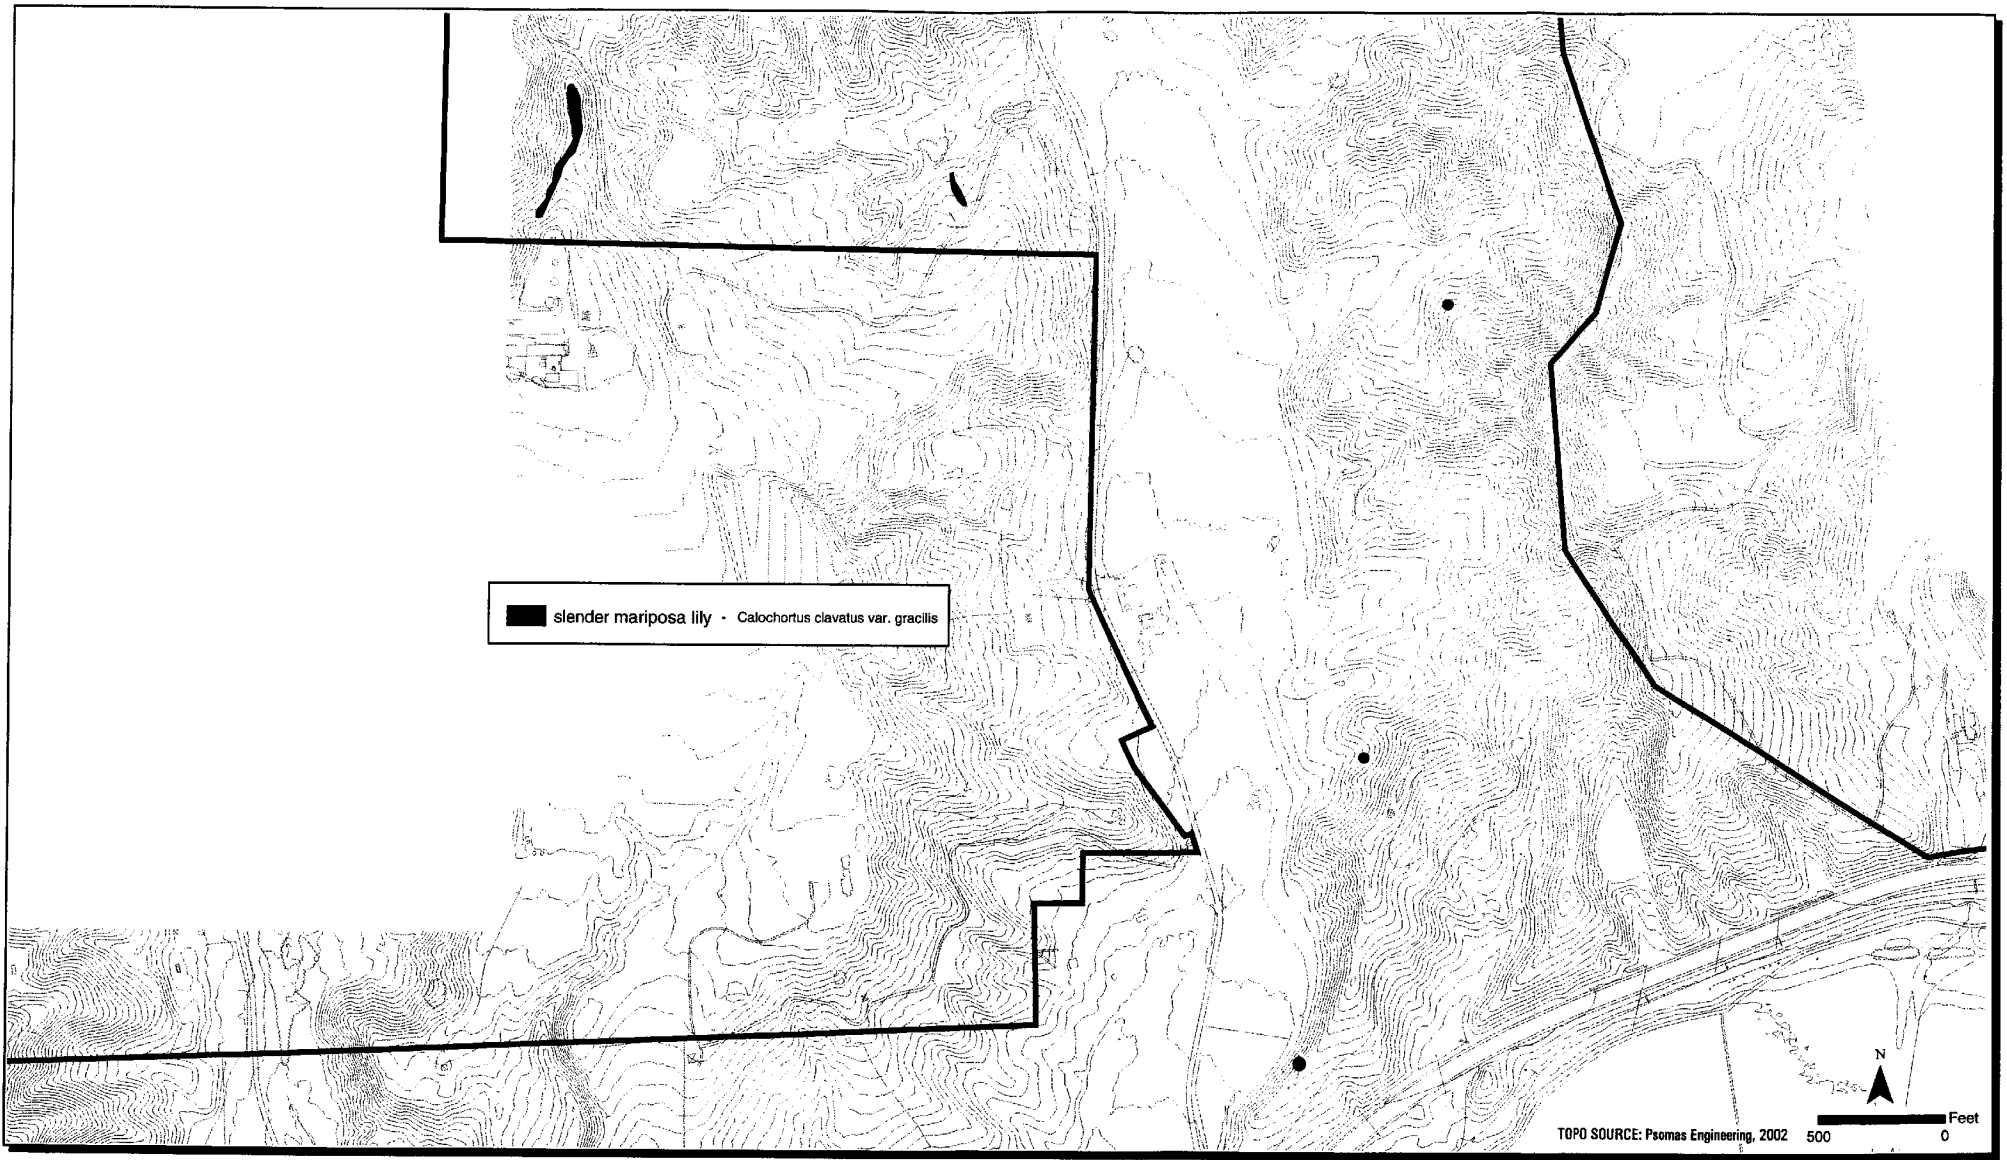 slender mariposa lily - Calochortus clavatus var. gracilis
N
Feet
TOPO SOURCE: Psomas Engineering, 2002 500 0